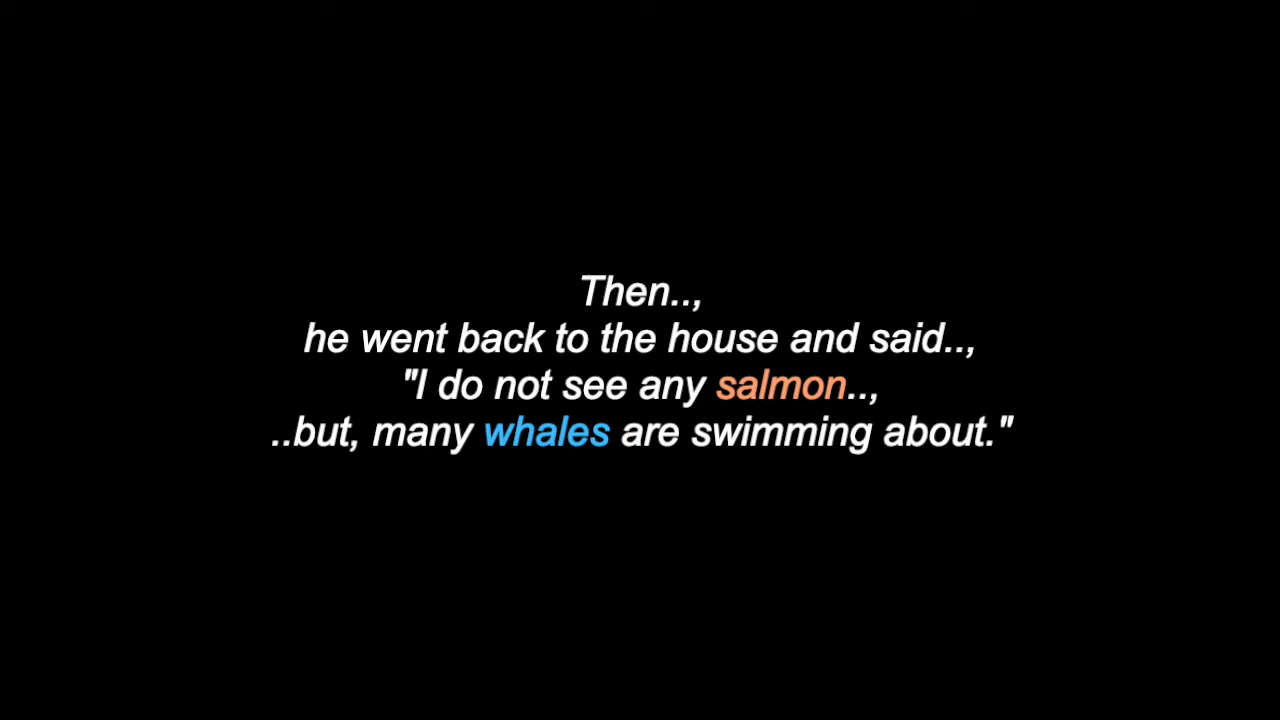 Then..,
he went back to the house and said..,
"I do not see any salmon..,
..but, many whales are swimming about."